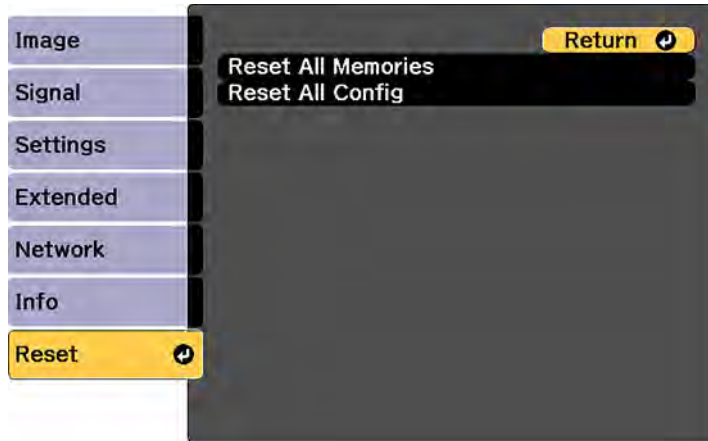 Image
Signal
Settings
Extended
Network
Info
Reset
Return
Reset All Memories
Reset All Config